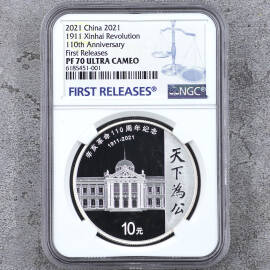 2021 China 2021
1911 Xinhai Revolution
110th Anniversary
First Releases
PF 70 ULTRA CAMEO
6185451-001
FIRST RELEASES®
NGC®
辛亥革命110周年纪念
1911-2021
天下為公
10元